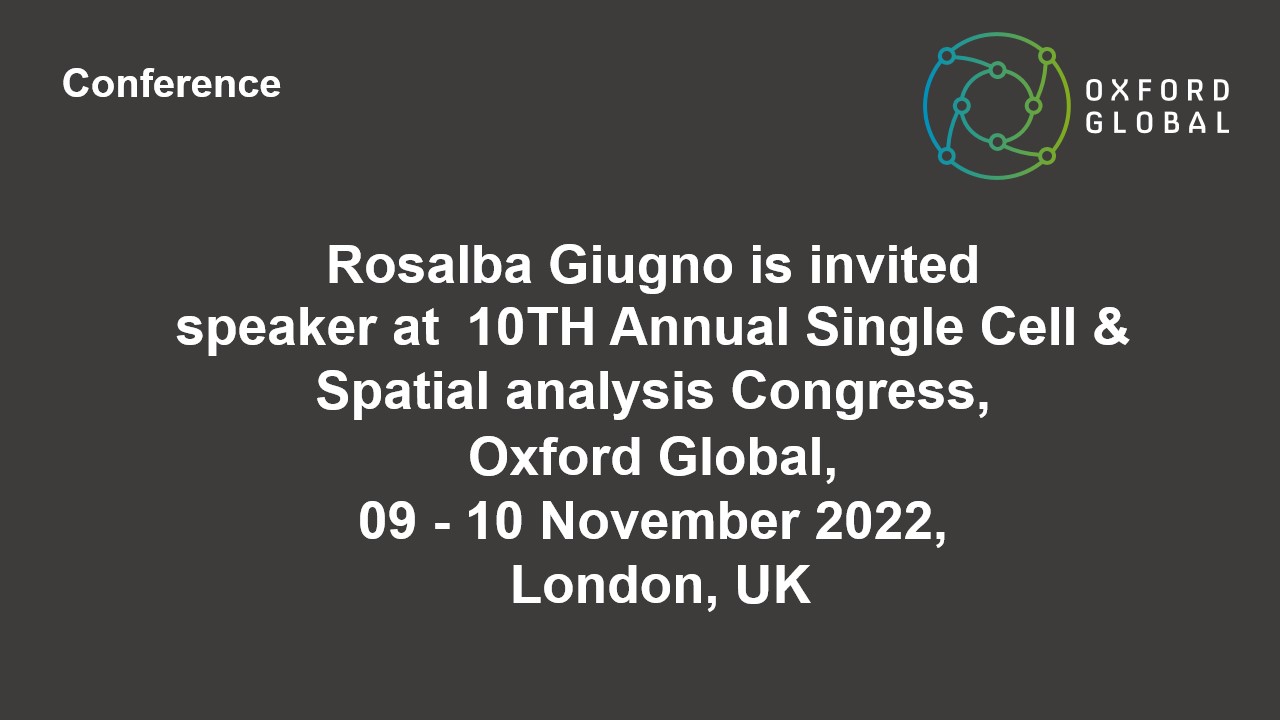 Conference
OXFORD
GLOBAL
Rosalba Giugno is invited
speaker at  10TH Annual Single Cell &
Spatial analysis Congress,
Oxford Global,
09 - 10 November 2022,
London, UK